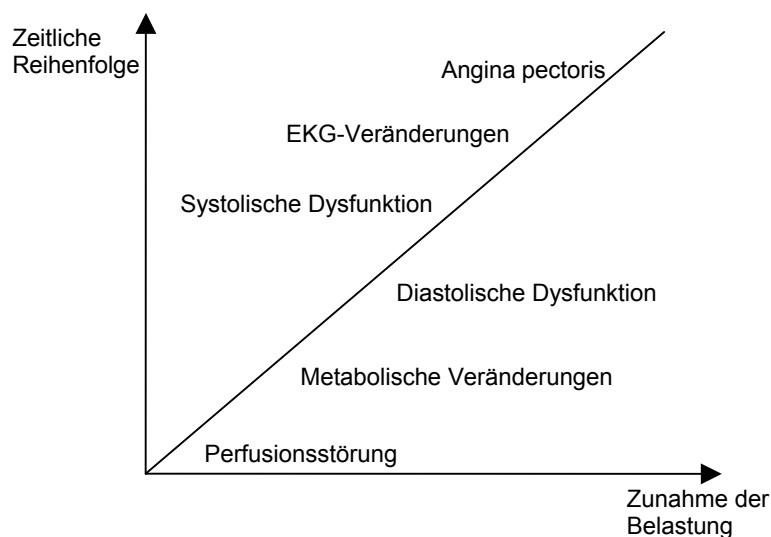 Zeitliche
Reihenfolge
Angina pectoris
EKG-Veränderungen
Systolische Dysfunktion
Diastolische Dysfunktion
Metabolische Veränderungen
Perfusionsstörung
Zunahme der
Belastung